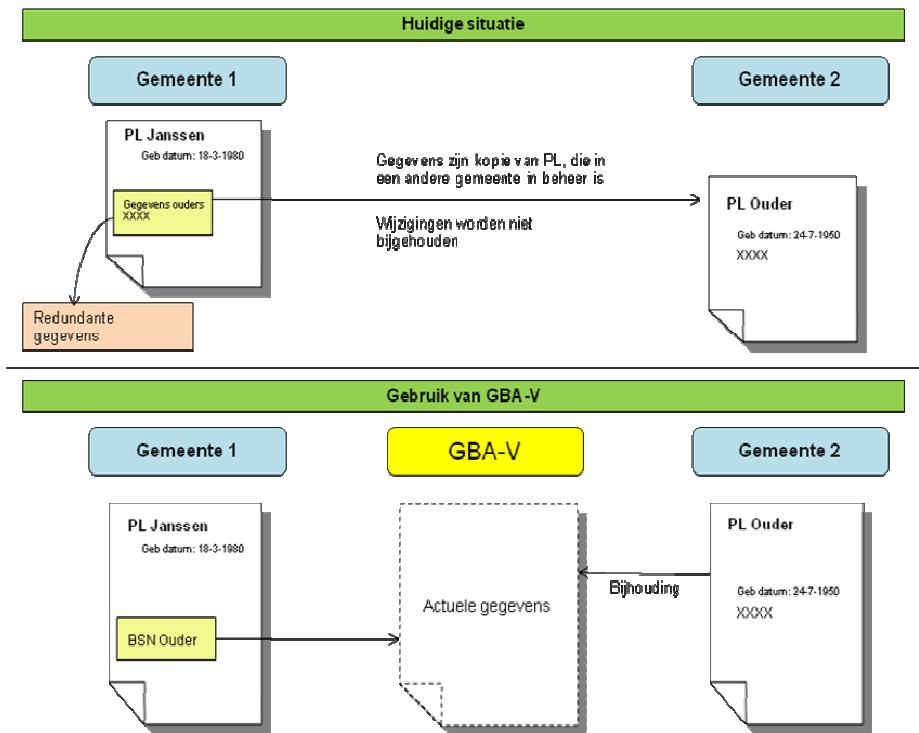 Huidige situatie
Gemeente 1
Gemeente 2
PL Janssen
Geb datum: 18-3-1980
Gegevens ouders
XXXX
Redundante
gegevens
Gegevens zijn kopie van PL, die in
een andere gemeente in beheer is
Wijzigingen worden niet
bijgehouden
PL Ouder
Geb datum: 24-7-1950
XXXX
Gebruik van GBA-V
Gemeente 1
GBA-V
Gemeente 2
PL Janssen
Geb datum: 18-3-1980
BSN Ouder
Actuele gegevens
Bijhouding
PL Ouder
Geb datum: 24-7-1950
XXXX